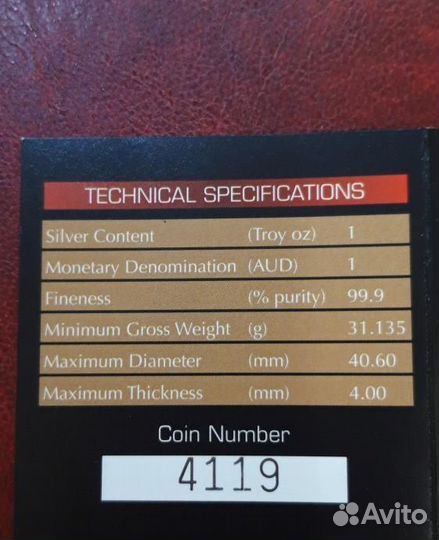 TECHNICAL SPECIFICATIONS
Silver Content (Troy oz) 1
Monetary Denomination (AUD) 1
Fineness (% purity) 99.9
Minimum Gross Weight (g) 31.135
Maximum Diameter (mm) 40.60
Maximum Thickness (mm) 4.00
Coin Number
4119
Avito